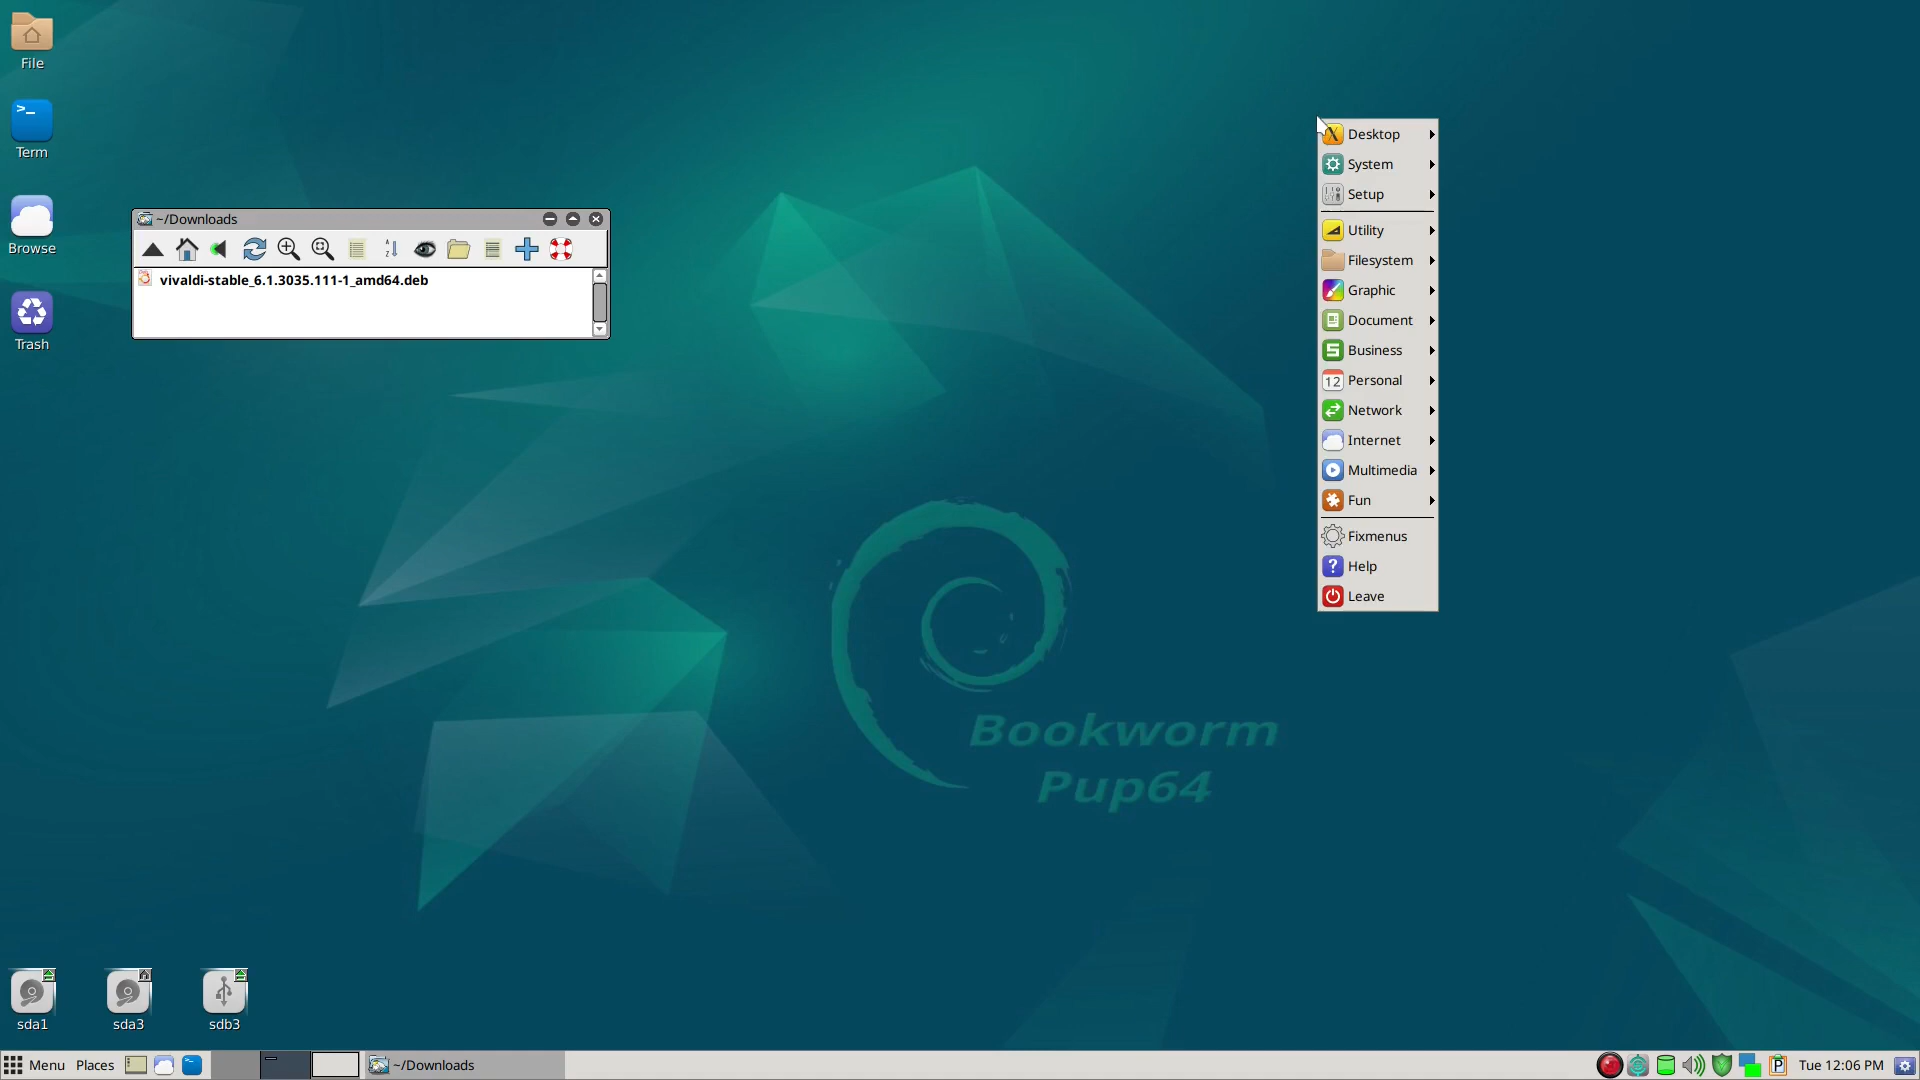 File
Term
Browse
Trash
~/Downloads
vivaldi-stable_6.1.3035.111-1_amd64.deb
Desktop
System
Setup
Utility
Filesystem
Graphic
Document
Business
Personal
12
Network
Internet
Multimedia
Fun
Fixmenus
Help
Leave
Bookworm
Pup64
sda1
sda3
sdb3
Menu
Places
~/Downloads
Tue 12:06 PM